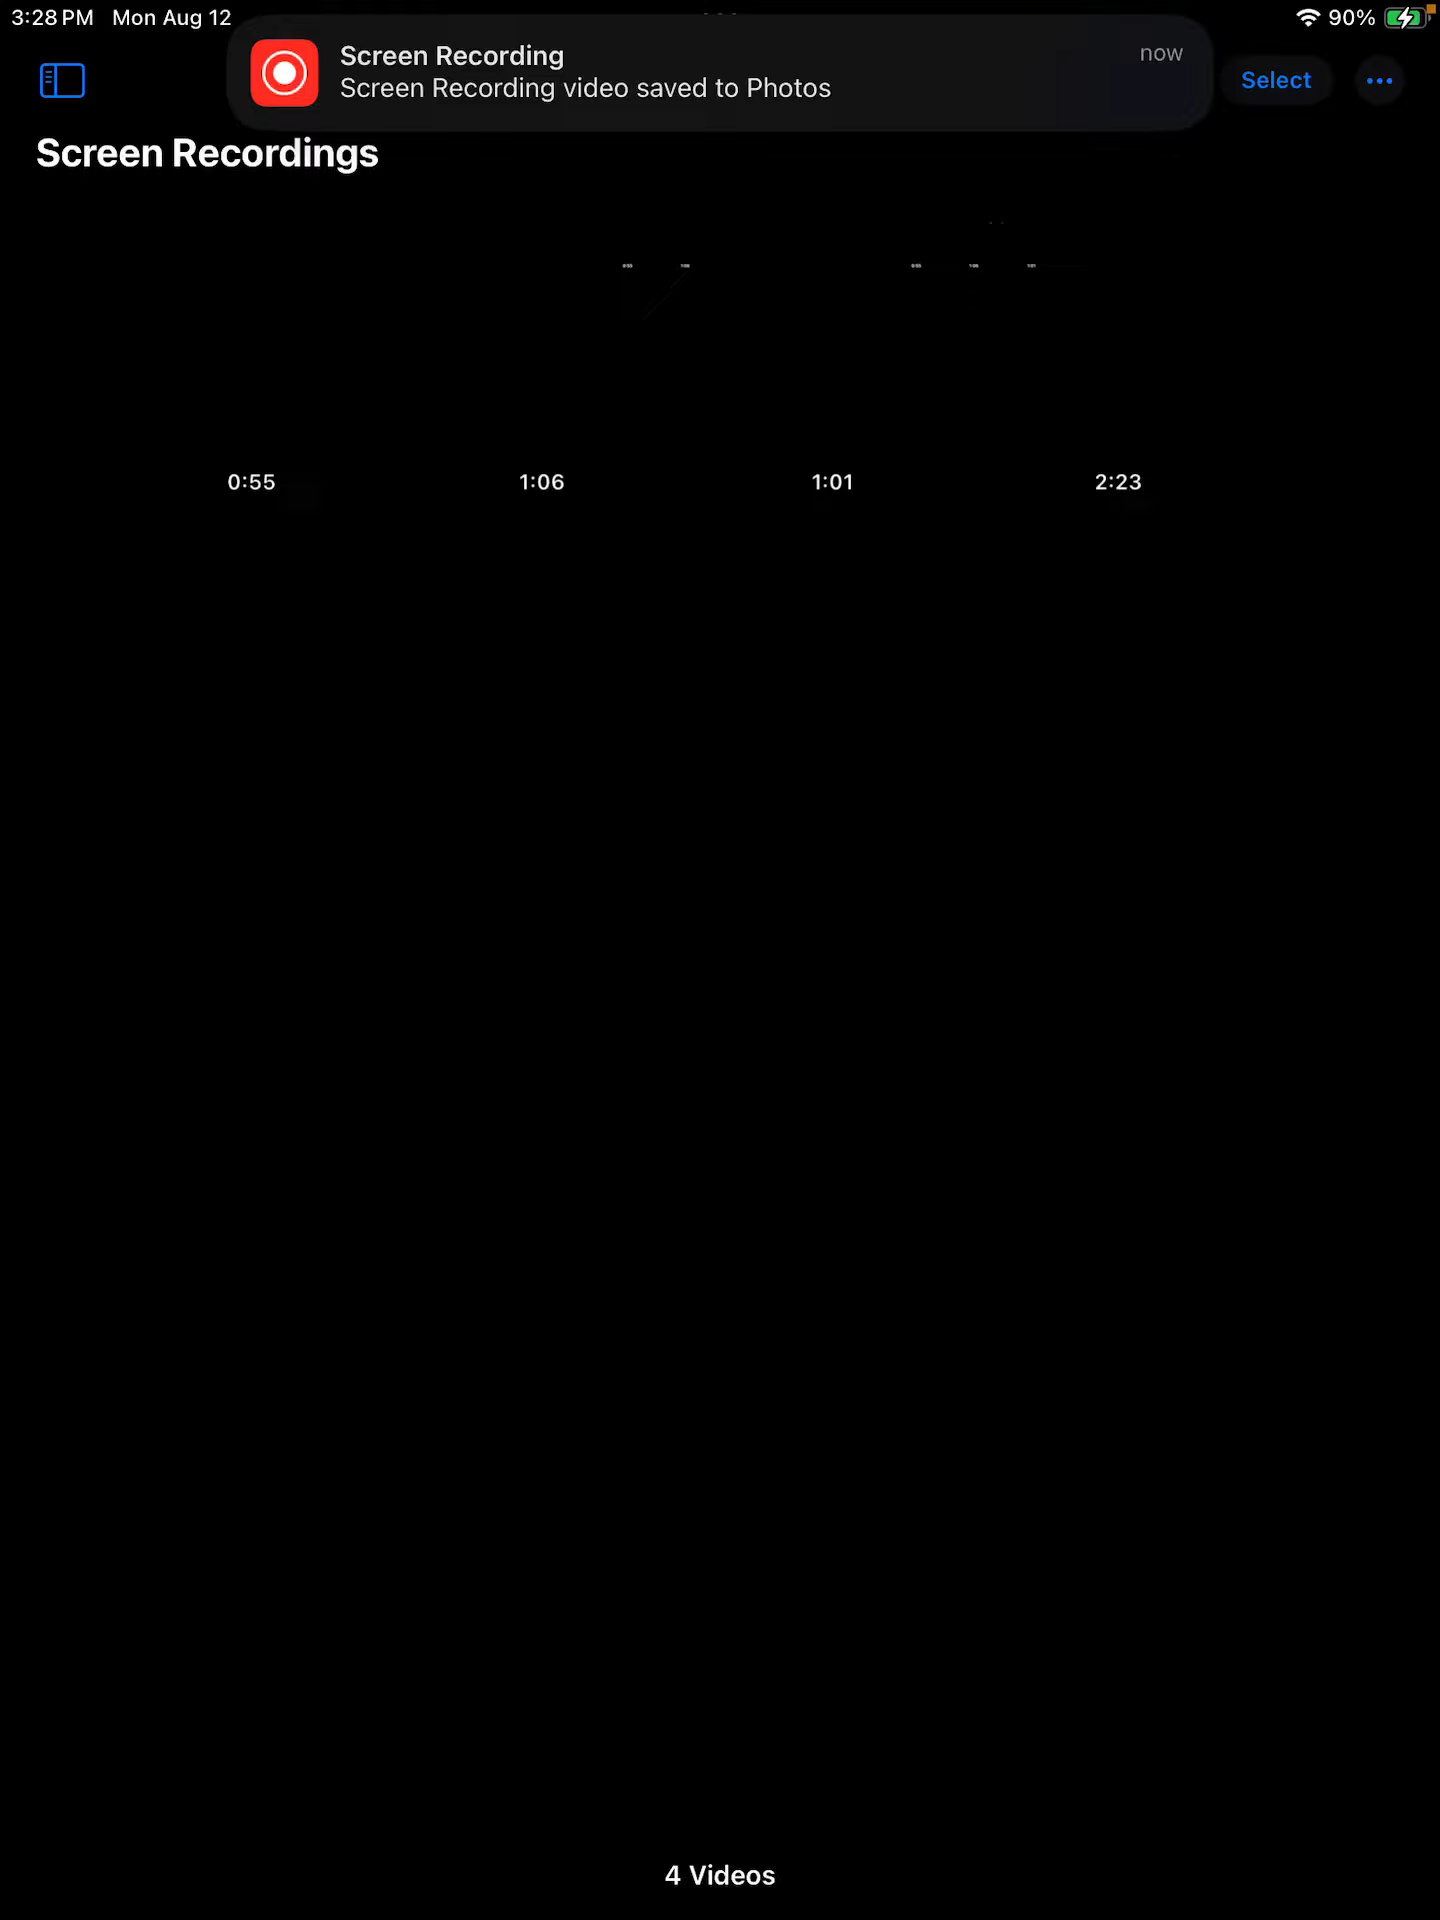 3:28 PM Mon Aug 12
90%
Screen Recording
now
Screen Recording video saved to Photos
Select
Screen Recordings
0:55
1:06
1:01
2:23
4 Videos